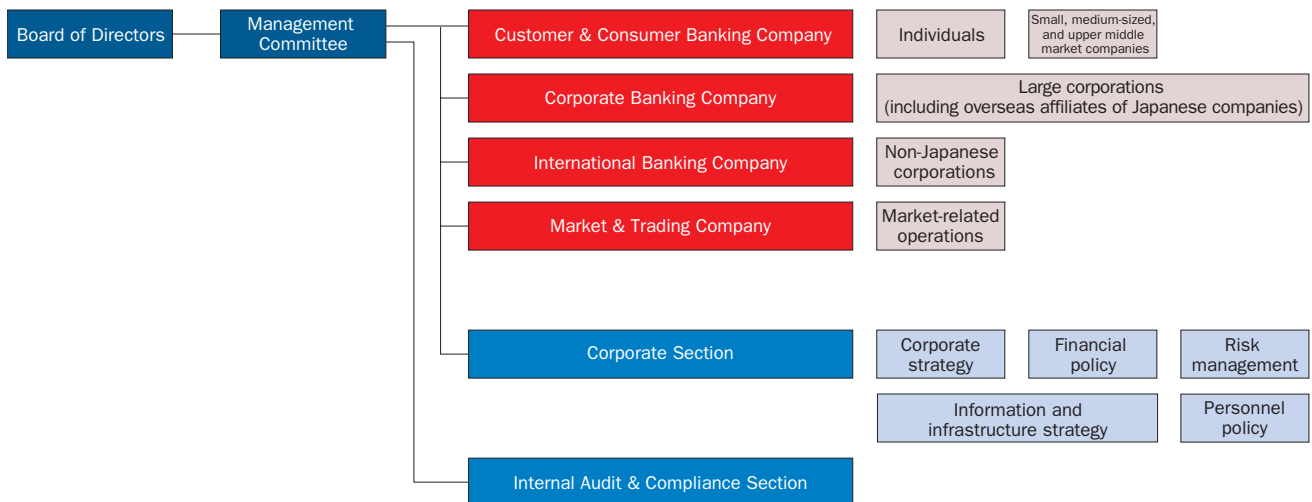 Board of Directors
Management
Committee
Customer & Consumer Banking Company
Individuals
Small, medium-sized,
and upper middle
market companies
Corporate Banking Company
Large corporations
(including overseas affiliates of Japanese companies)
International Banking Company
Non-Japanese
corporations
Market & Trading Company
Market-related
operations
Corporate Section
Corporate
strategy
Financial
policy
Risk
management
Information and
infrastructure strategy
Personnel
policy
Internal Audit & Compliance Section